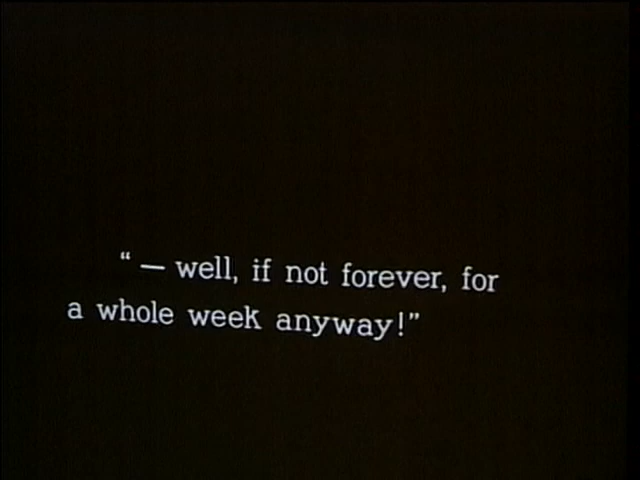 “ — well, if not forever, for
a whole week anyway!”